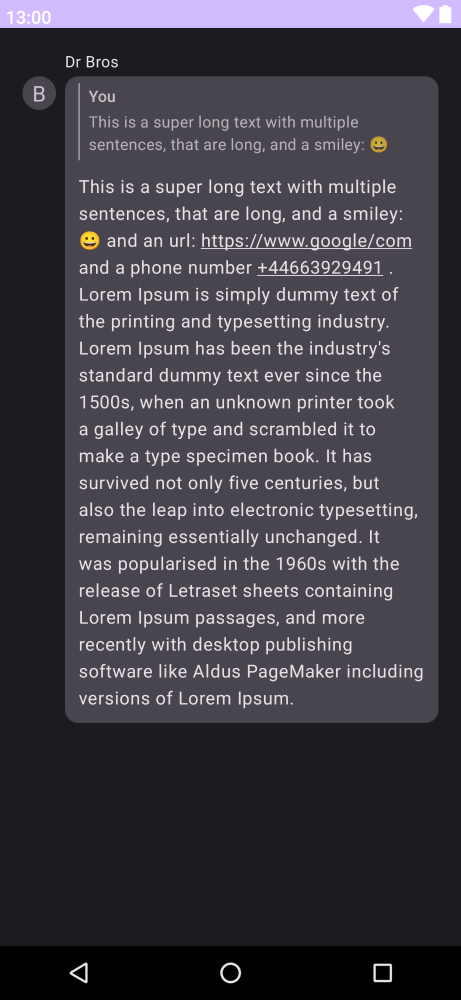 13:00
Dr Bros
B
You
This is a super long text with multiple
sentences, that are long, and a smiley: 😀
This is a super long text with multiple
sentences, that are long, and a smiley:
😀 and an url: https://www.google/com
and a phone number +44663929491 .
Lorem Ipsum is simply dummy text of
the printing and typesetting industry.
Lorem Ipsum has been the industry's
standard dummy text ever since the
1500s, when an unknown printer took
a galley of type and scrambled it to
make a type specimen book. It has
survived not only five centuries, but
also the leap into electronic typesetting,
remaining essentially unchanged. It
was popularised in the 1960s with the
release of Letraset sheets containing
Lorem Ipsum passages, and more
recently with desktop publishing
software like Aldus PageMaker including
versions of Lorem Ipsum.